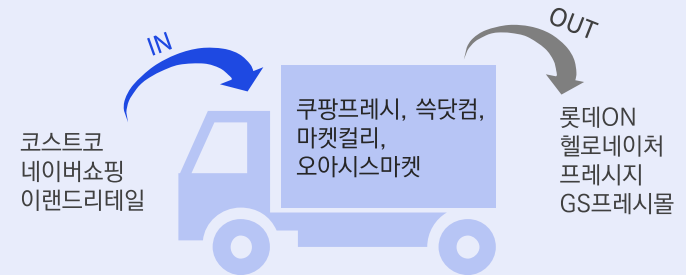 IN
OUT
코스트코
네이버쇼핑
이랜드리테일
쿠팡프레시, 쓱닷컴,
마켓컬리,
오아시스마켓
롯데ON
헬로네이처
프레시지
GS프레시몰